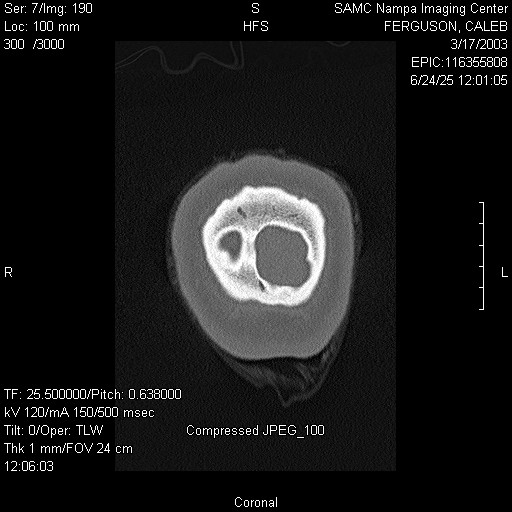 Ser: 7/Img: 190
Loc: 100 mm
300 /3000
S
HFS
SAMC Nampa Imaging Center
FERGUSON, CALEB
3/17/2003
EPIC:116355808
6/24/25 12:01:05
R
L
TF: 25.500000/Pitch: 0.638000
kV 120/mA 150/500 msec
Tilt: 0/Oper: TLW
Thk 1 mm/FOV 24 cm
12:06:03
Compressed JPEG_100
Coronal